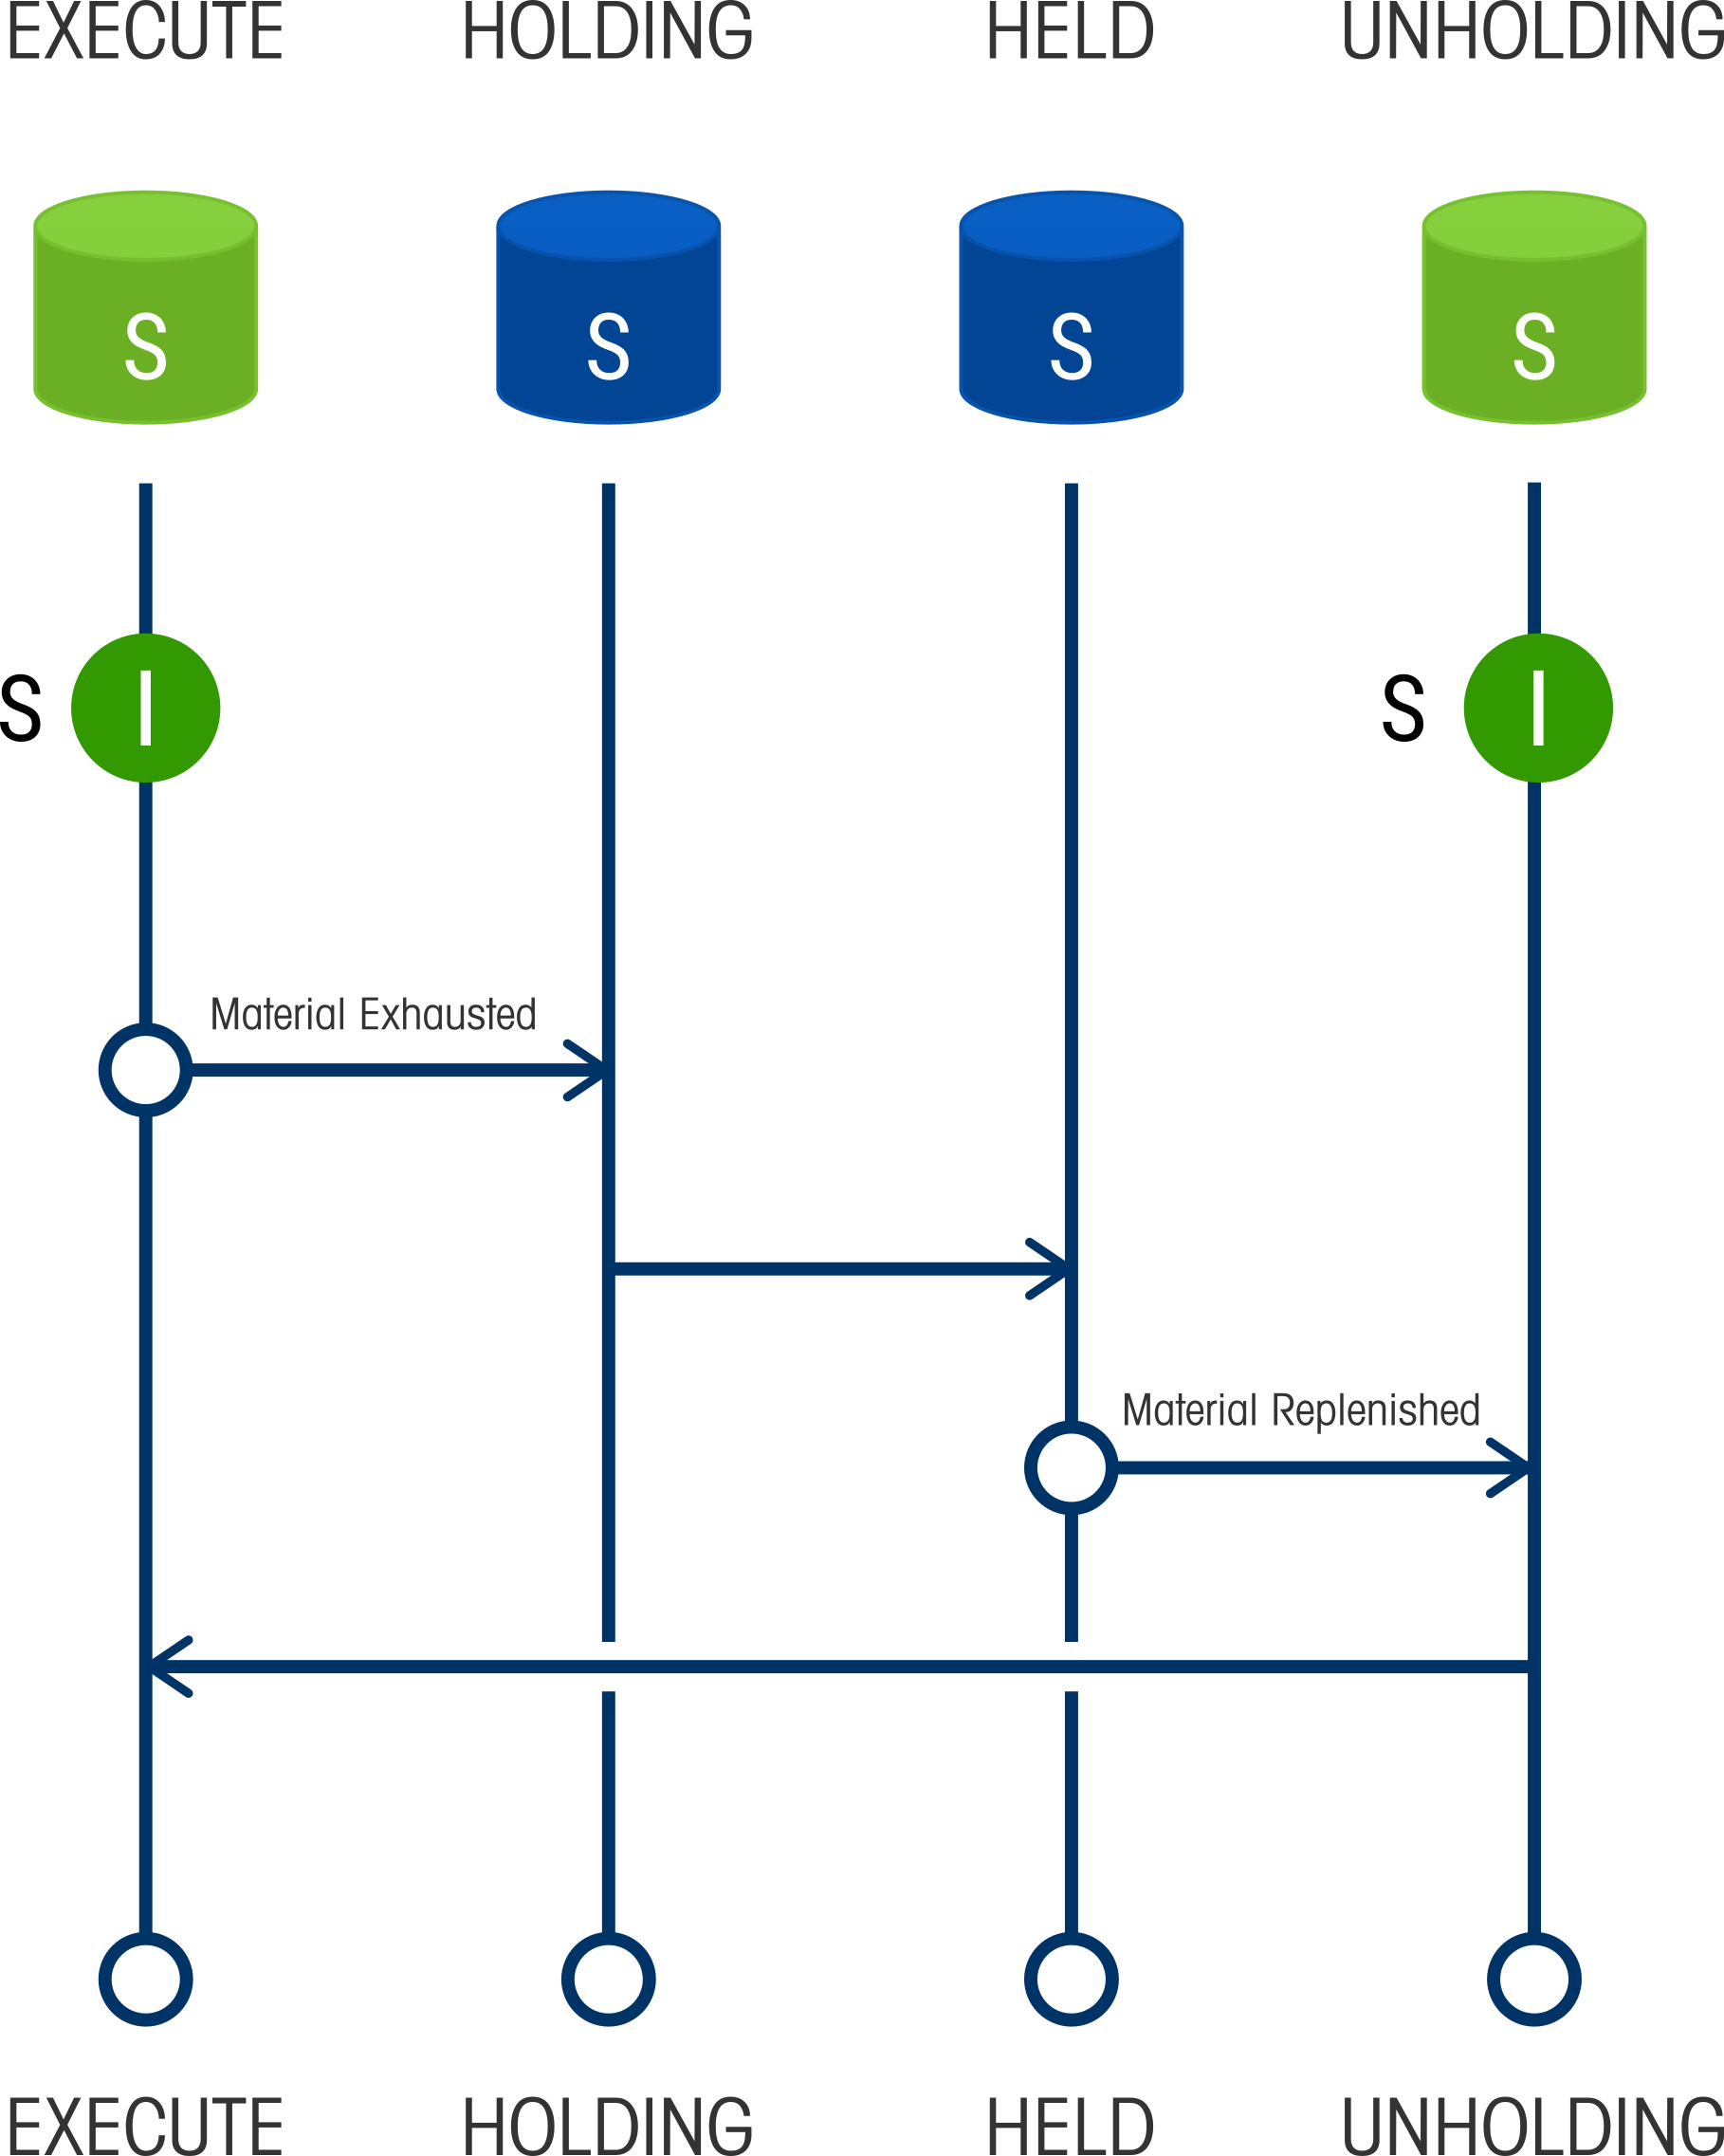 EXECUTE HOLDING HELD UNHOLDING
S S S S
S I S I
Material Exhausted
Material Replenished
EXECUTE HOLDING HELD UNHOLDING